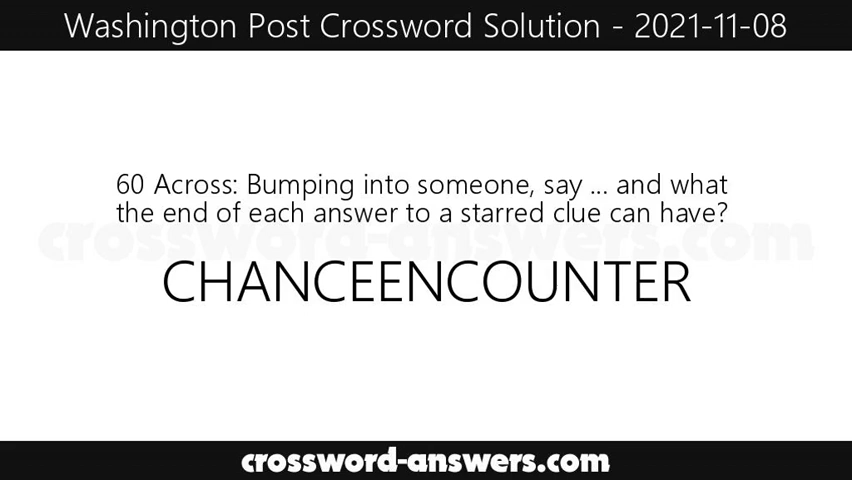 Washington Post Crossword Solution - 2021-11-08
60 Across: Bumping into someone, say ... and what
the end of each answer to a starred clue can have?
crossword-answers.com
CHANCEENCOUNTER
crossword-answers.com